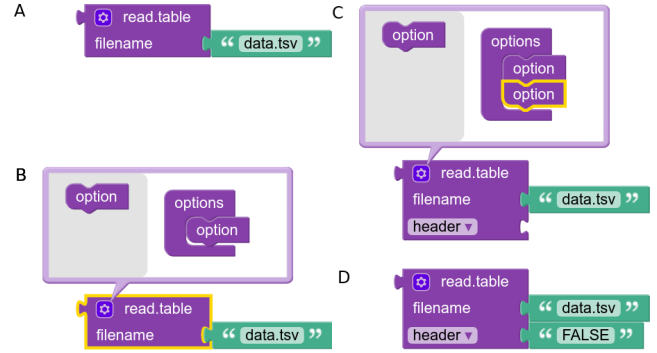 A
read.table
filename “ data.tsv ”
B
option
options
option
read.table
filename “ data.tsv ”
C
option
options
option
option
read.table
filename “ data.tsv ”
header ▾
D
read.table
filename “ data.tsv ”
header ▾ “ FALSE ”